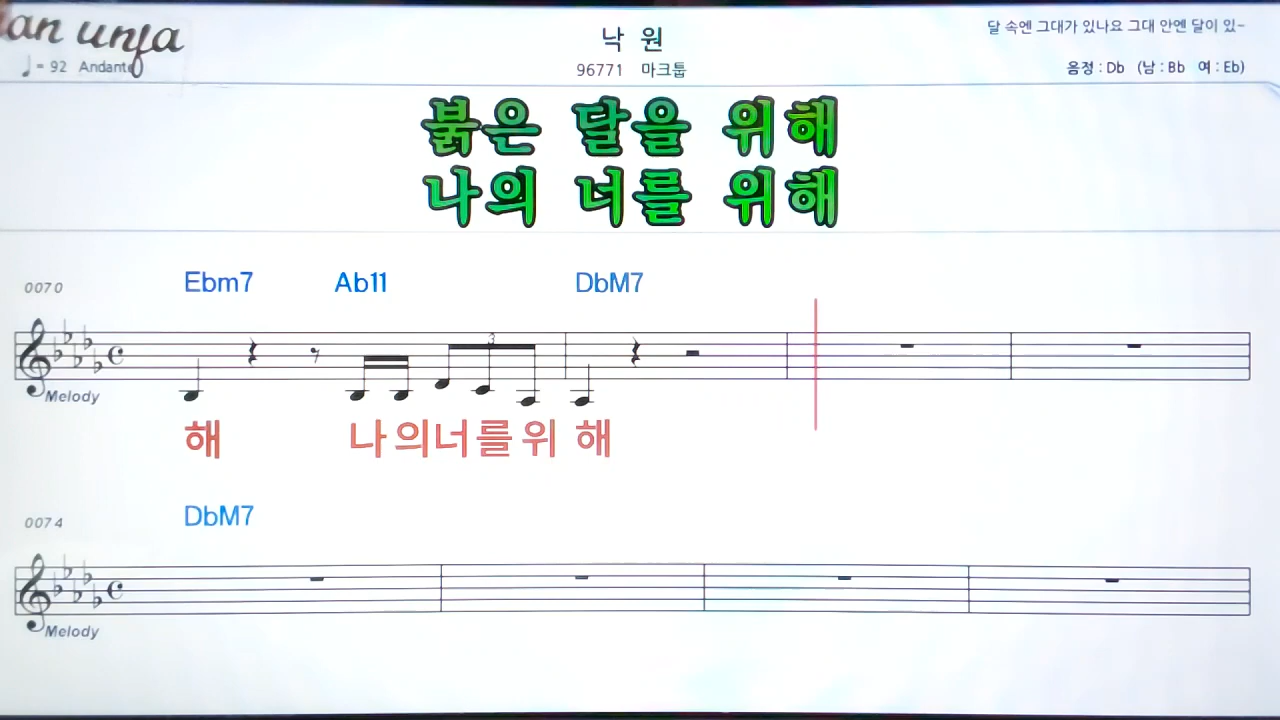 an unfa
♩= 92 Andante
낙 원
96771 마크툽
달 속엔 그대가 있나요 그대 안엔 달이 있~
음정 : Db (남 : Bb 여 : Eb)
붉은 달을 위해
나의 너를 위해
0070
Ebm7 Ab11 DbM7
3
Melody
해 나의너를위 해
0074
DbM7
Melody